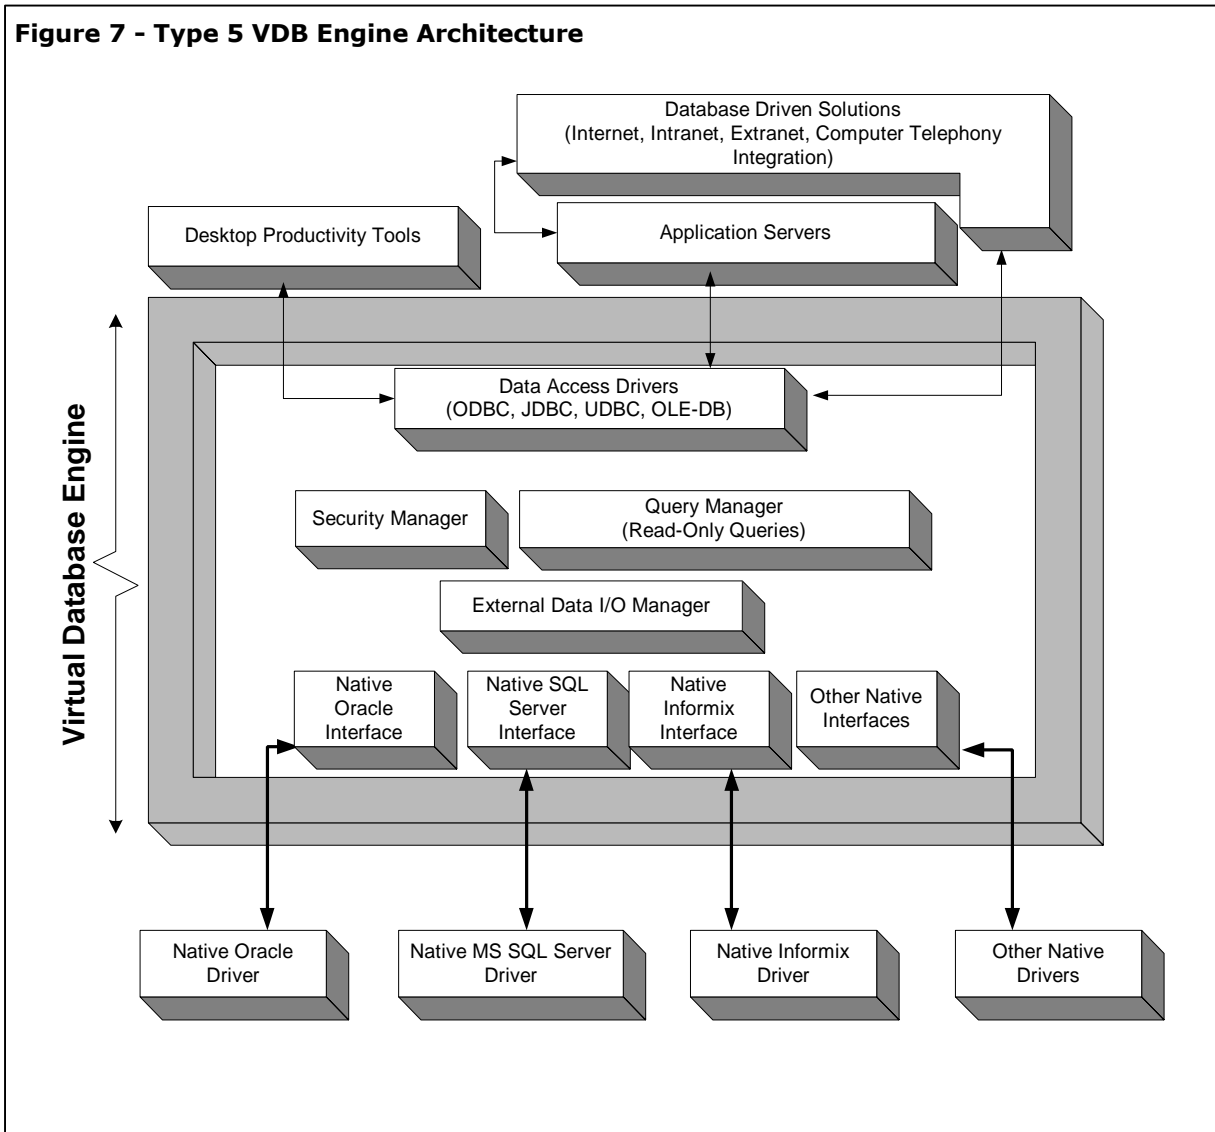 Figure 7 - Type 5 VDB Engine Architecture
Database Driven Solutions
(Internet, Intranet, Extranet, Computer Telephony
Integration)
Desktop Productivity Tools
Application Servers
Virtual Database Engine
Data Access Drivers
(ODBC, JDBC, UDBC, OLE-DB)
Security Manager
Query Manager
(Read-Only Queries)
External Data I/O Manager
Native
Oracle
Interface
Native SQL
Server
Interface
Native
Informix
Interface
Other Native
Interfaces
Native Oracle
Driver
Native MS SQL Server
Driver
Native Informix
Driver
Other Native
Drivers